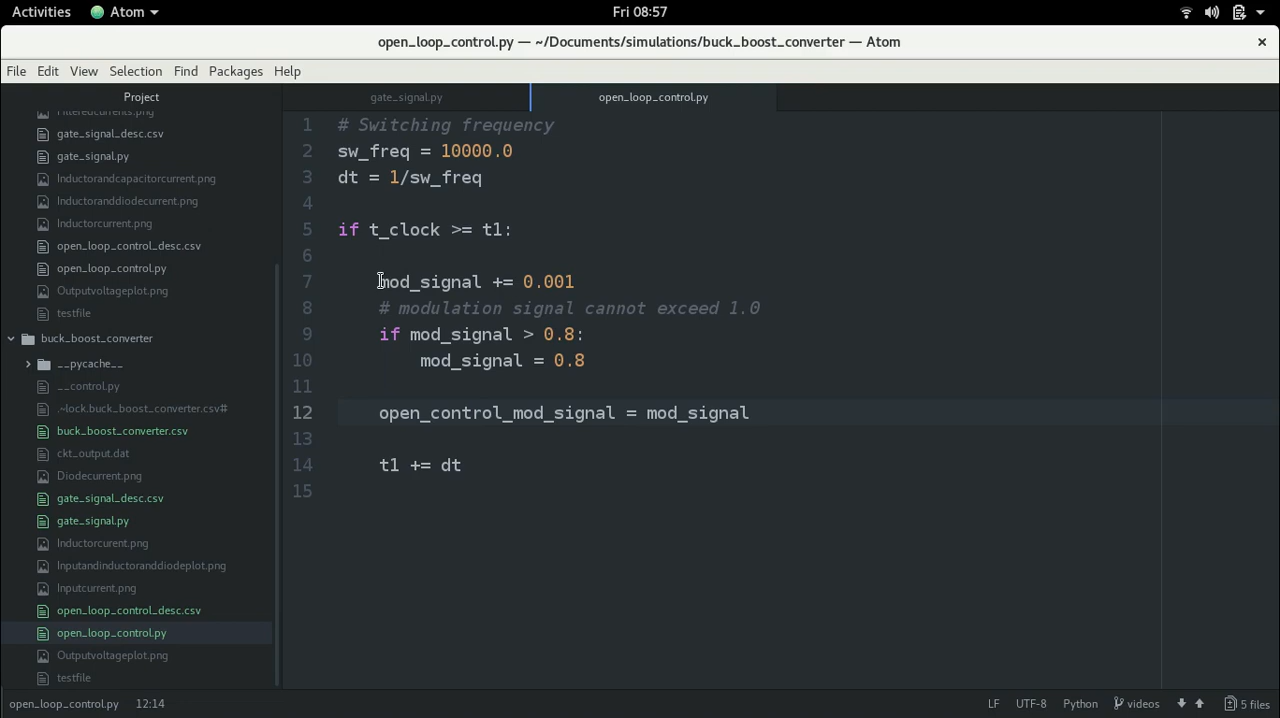 Activities Atom Fri 08:57
open_loop_control.py — ~/Documents/simulations/buck_boost_converter — Atom ×
File Edit View Selection Find Packages Help
Project
Filteredcurrents.png
gate_signal_desc.csv
gate_signal.py
Inductorandcapacitorcurrent.png
Inductoranddiodecurrent.png
Inductorcurrent.png
open_loop_control_desc.csv
open_loop_control.py
Outputvoltageplot.png
testfile
buck_boost_converter
__pycache__
__control.py
.~lock.buck_boost_converter.csv#
buck_boost_converter.csv
ckt_output.dat
Diodecurrent.png
gate_signal_desc.csv
gate_signal.py
Inductorcurent.png
Inputandinductoranddiodeplot.png
Inputcurrent.png
open_loop_control_desc.csv
open_loop_control.py
Outputvoltageplot.png
testfile
gate_signal.py open_loop_control.py
1 # Switching frequency
2 sw_freq = 10000.0
3 dt = 1/sw_freq
4
5 if t_clock >= t1:
6
7 mod_signal += 0.001
8 # modulation signal cannot exceed 1.0
9 if mod_signal > 0.8:
10 mod_signal = 0.8
11
12 open_control_mod_signal = mod_signal
13
14 t1 += dt
15
open_loop_control.py 12:14 LF UTF-8 Python videos 5 files